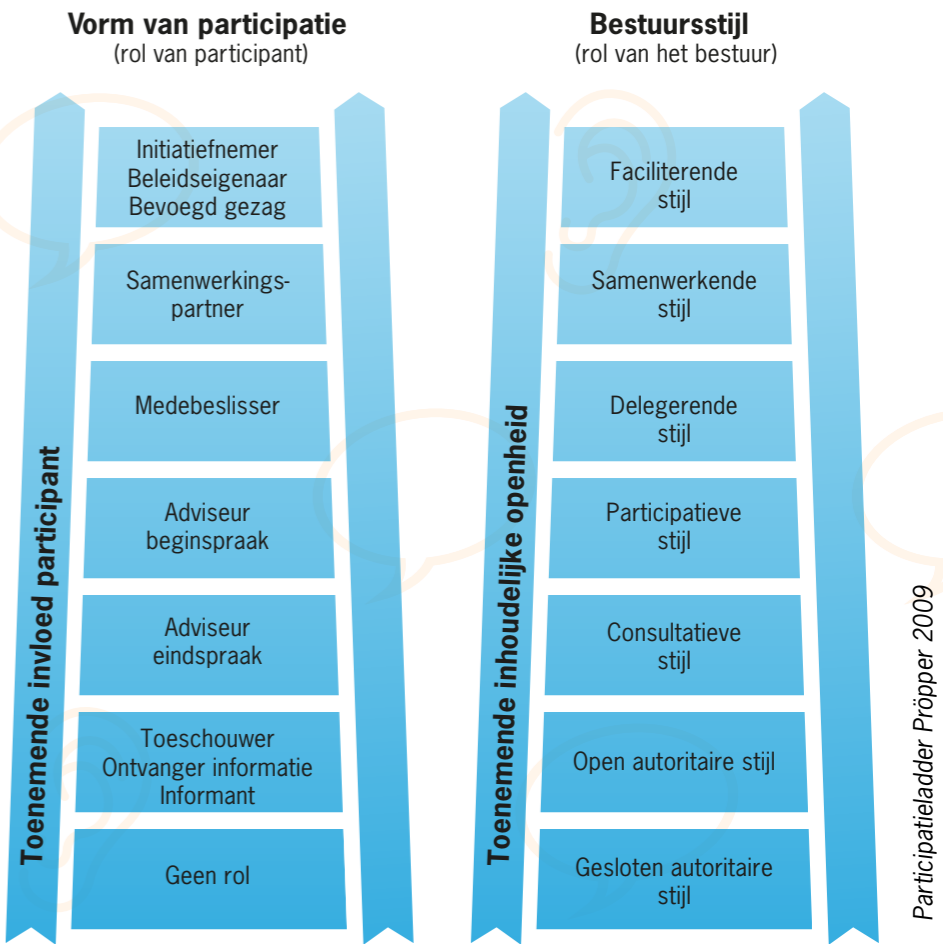 Vorm van participatie
(rol van participant)
Toenemende invloed participant
Initiatiefnemer
Beleidseigenaar
Bevoegd gezag
Samenwerkings-
partner
Medebeslisser
Adviseur
beginspraak
Adviseur
eindspraak
Toeschouwer
Ontvanger informatie
Informant
Geen rol
Bestuursstijl
(rol van het bestuur)
Toenemende inhoudelijke openheid
Faciliterende
stijl
Samenwerkende
stijl
Delegerende
stijl
Participatieve
stijl
Consultatieve
stijl
Open autoritaire stijl
Gesloten autoritaire
stijl
Participatieladder Pröpper 2009